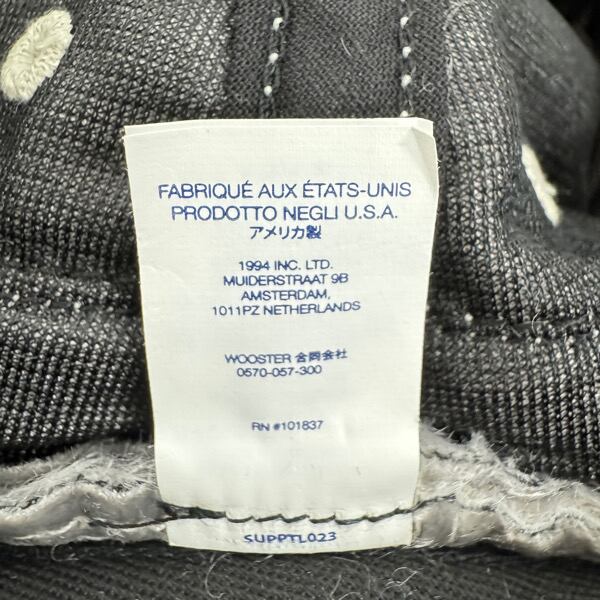 FABRIQUÉ AUX ÉTATS-UNIS
PRODOTTO NEGLI U.S.A.
アメリカ製
1994 INC. LTD.
MUIDERSTRAAT 9B
AMSTERDAM,
1011PZ NETHERLANDS
WOOSTER 合同会社
0570-057-300
RN #101837
SUPPTL023